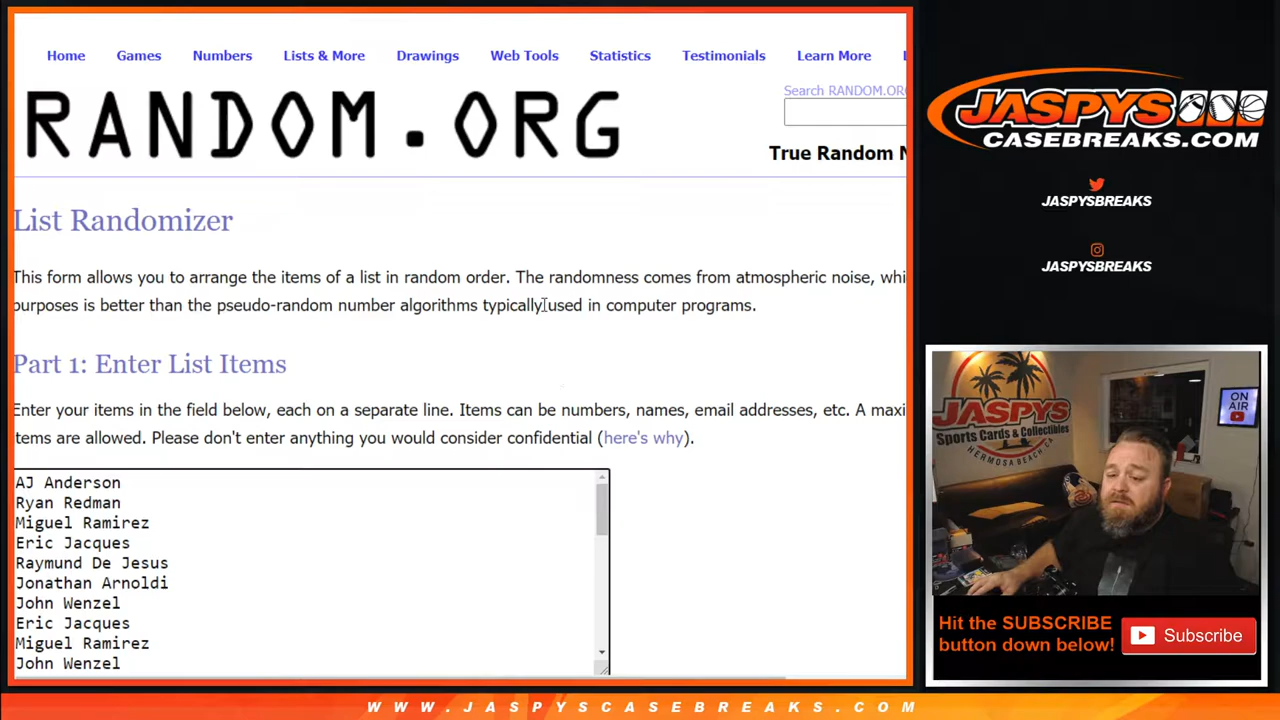 Home Games Numbers Lists & More Drawings Web Tools Statistics Testimonials Learn More
RANDOM.ORG
Search RANDOM.ORG
True Random N
List Randomizer
This form allows you to arrange the items of a list in random order. The randomness comes from atmospheric noise, whi
purposes is better than the pseudo-random number algorithms typically used in computer programs.
Part 1: Enter List Items
Enter your items in the field below, each on a separate line. Items can be numbers, names, email addresses, etc. A maxi
items are allowed. Please don't enter anything you would consider confidential (here's why).
AJ Anderson
Ryan Redman
Miguel Ramirez
Eric Jacques
Raymund De Jesus
Jonathan Arnoldi
John Wenzel
Eric Jacques
Miguel Ramirez
John Wenzel
JASPYS
CASEBREAKS.COM
JASPYSBREAKS
JASPYSBREAKS
JASPYS
Sports Cards & Collectibles
HERMOSA BEACH CA
ON
AIR
Hit the SUBSCRIBE
button down below!
Subscribe
WWW.JASPYSCASEBREAKS.COM